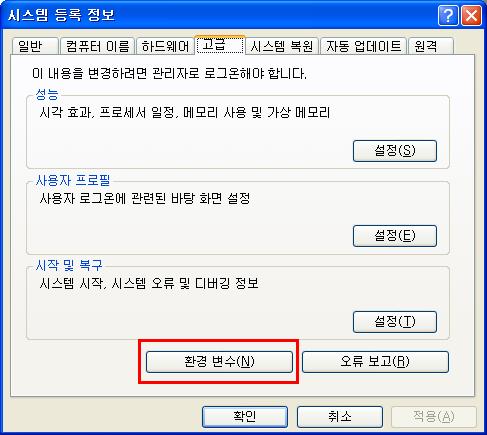 시스템 등록 정보
일반 컴퓨터 이름 하드웨어 고급 시스템 복원 자동 업데이트 원격
이 내용을 변경하려면 관리자로 로그온해야 합니다.
성능
시각 효과, 프로세서 일정, 메모리 사용 및 가상 메모리
설정(S)
사용자 프로필
사용자 로그온에 관련된 바탕 화면 설정
설정(E)
시작 및 복구
시스템 시작, 시스템 오류 및 디버깅 정보
설정(T)
환경 변수(N) 오류 보고(R)
확인 취소 적용(A)